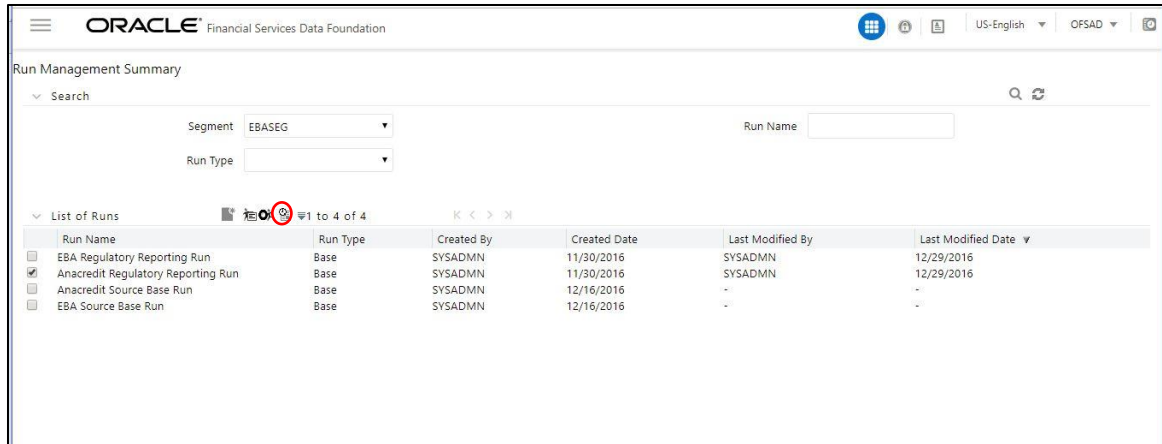 ORACLE Financial Services Data Foundation US-English OFSAD
Run Management Summary
Search
Segment EBASEG Run Name
Run Type
List of Runs 1 to 4 of 4
Run Name Run Type Created By Created Date Last Modified By Last Modified Date
EBA Regulatory Reporting Run Base SYSADMN 11/30/2016 SYSADMN 12/29/2016
Anacredit Regulatory Reporting Run Base SYSADMN 11/30/2016 SYSADMN 12/29/2016
Anacredit Source Base Run Base SYSADMN 12/16/2016 - -
EBA Source Base Run Base SYSADMN 12/16/2016 - -